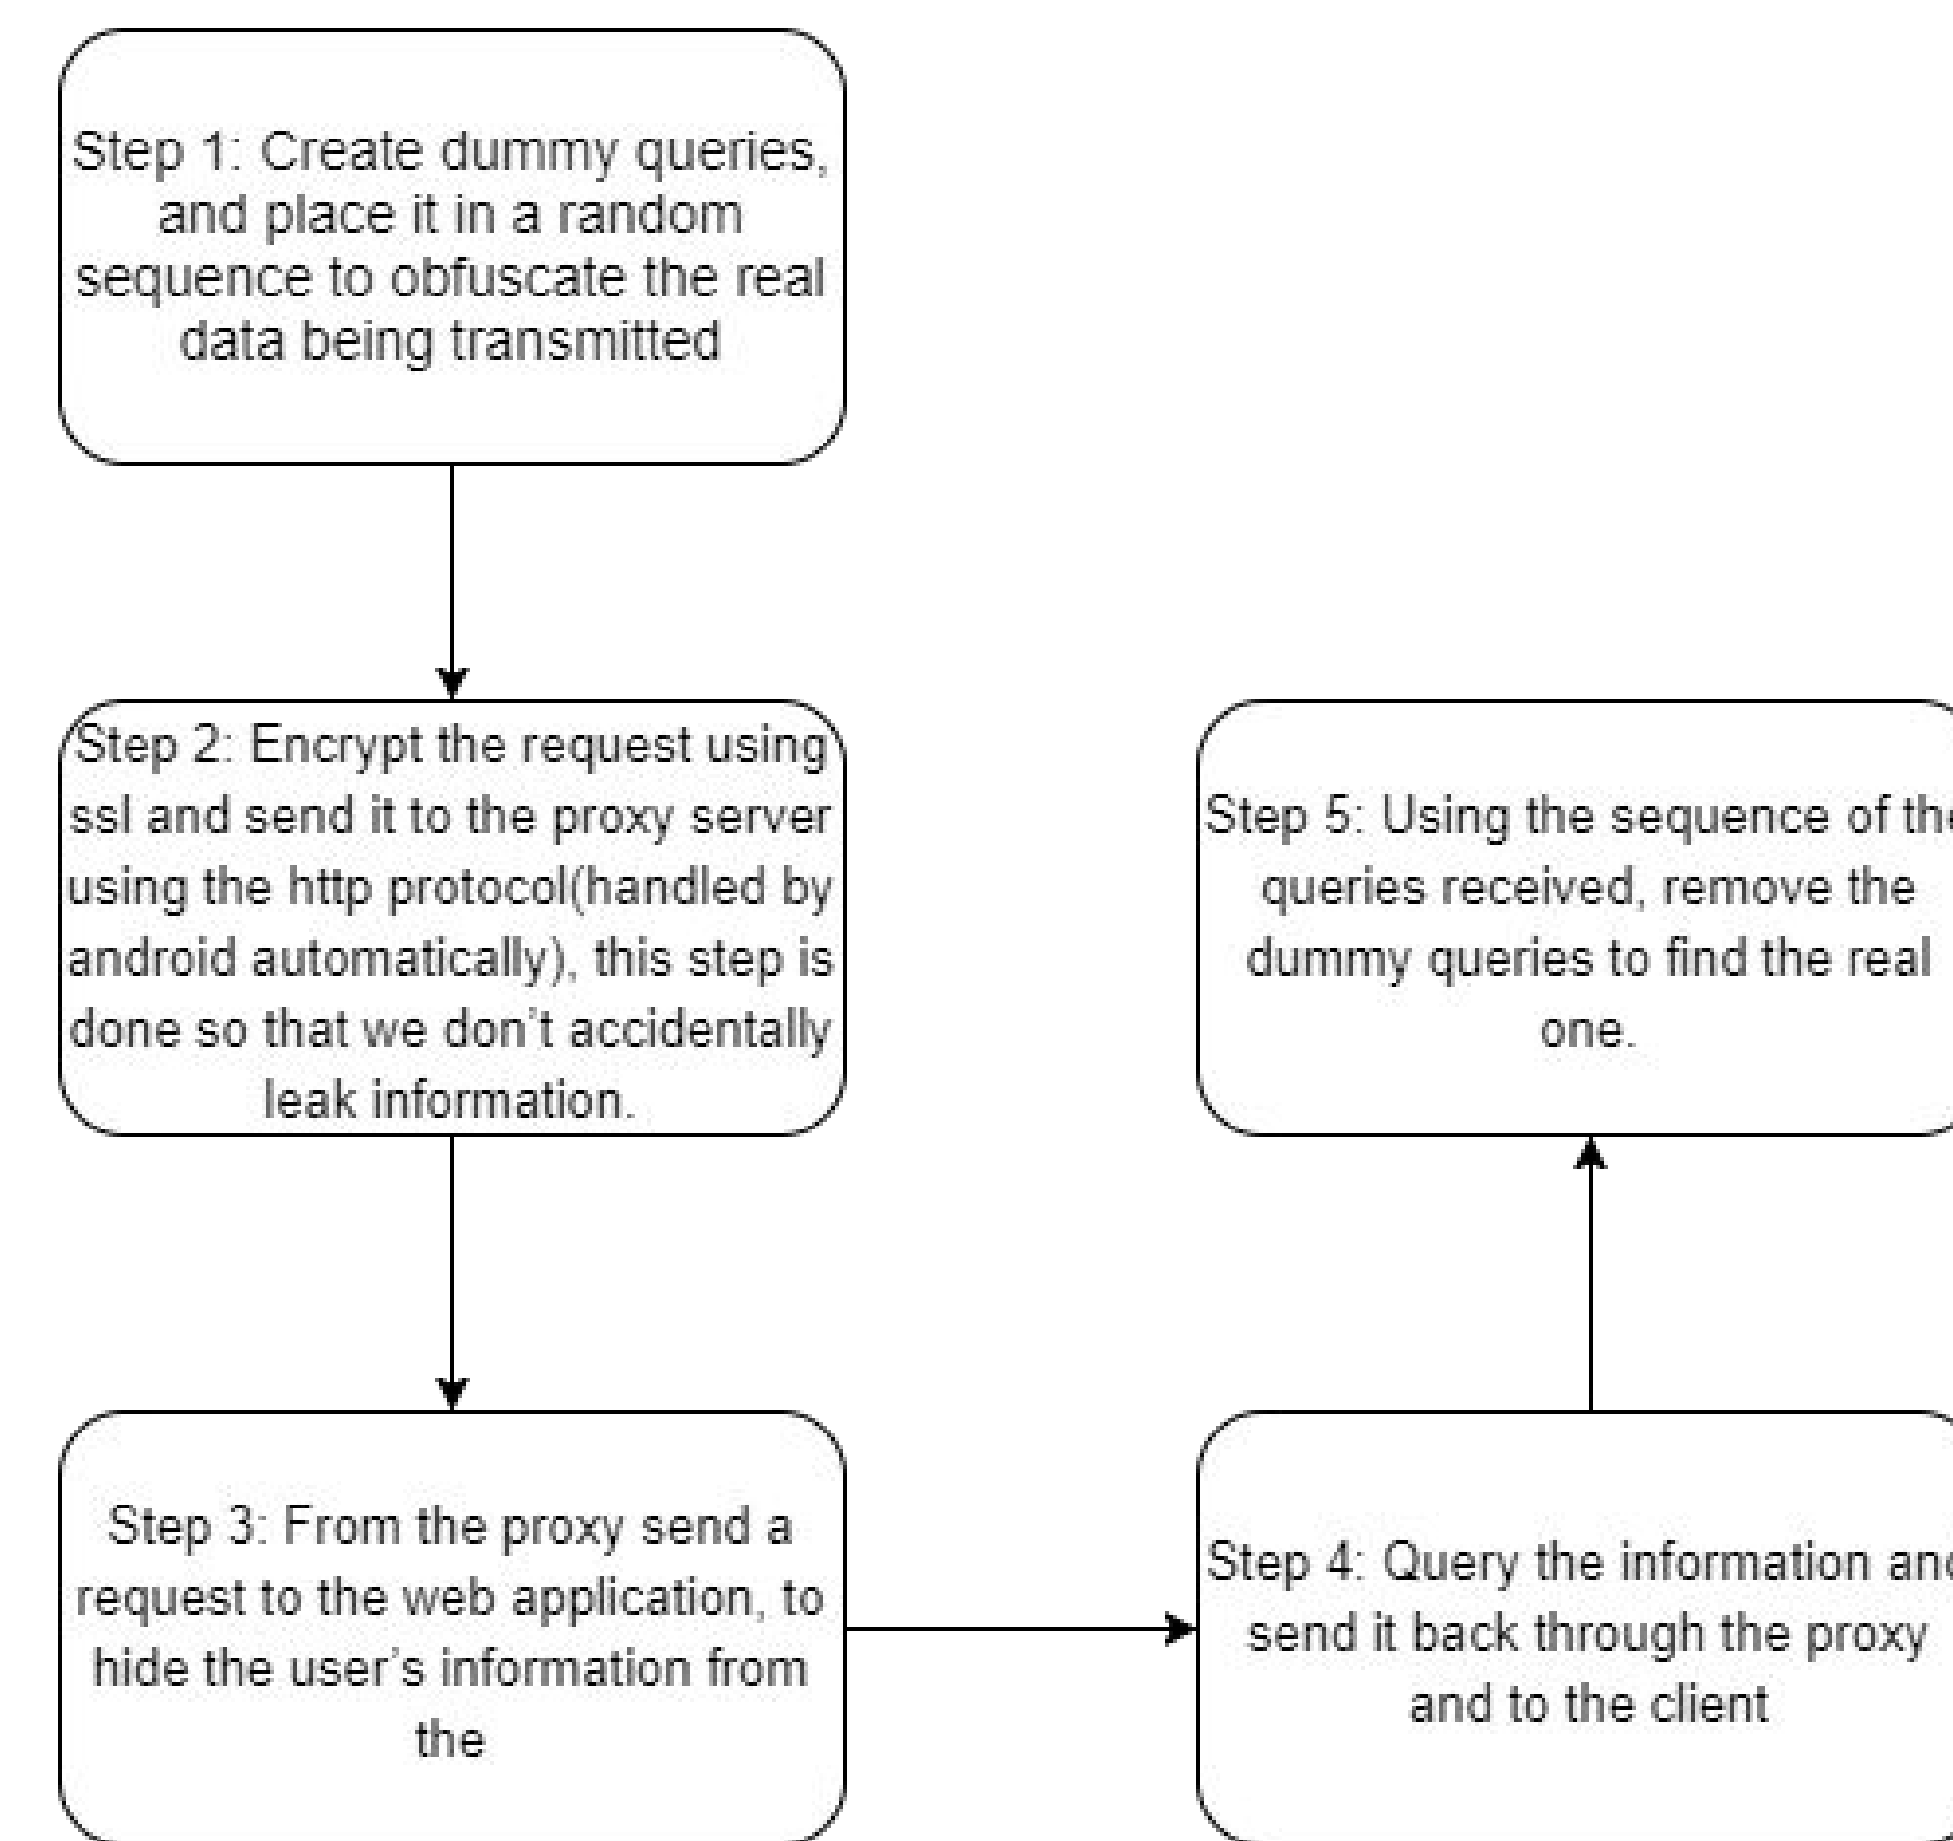 Step 1: Create dummy queries,
and place it in a random
sequence to obfuscate the real
data being transmitted
Step 2: Encrypt the request using
ssl and send it to the proxy server
using the http protocol(handled by
android automatically), this step is
done so that we don't accidentally
leak information.
Step 3: From the proxy send a
request to the web application, to
hide the user's information from
the
Step 4: Query the information and
send it back through the proxy
and to the client
Step 5: Using the sequence of the
queries received, remove the
dummy queries to find the real
one.